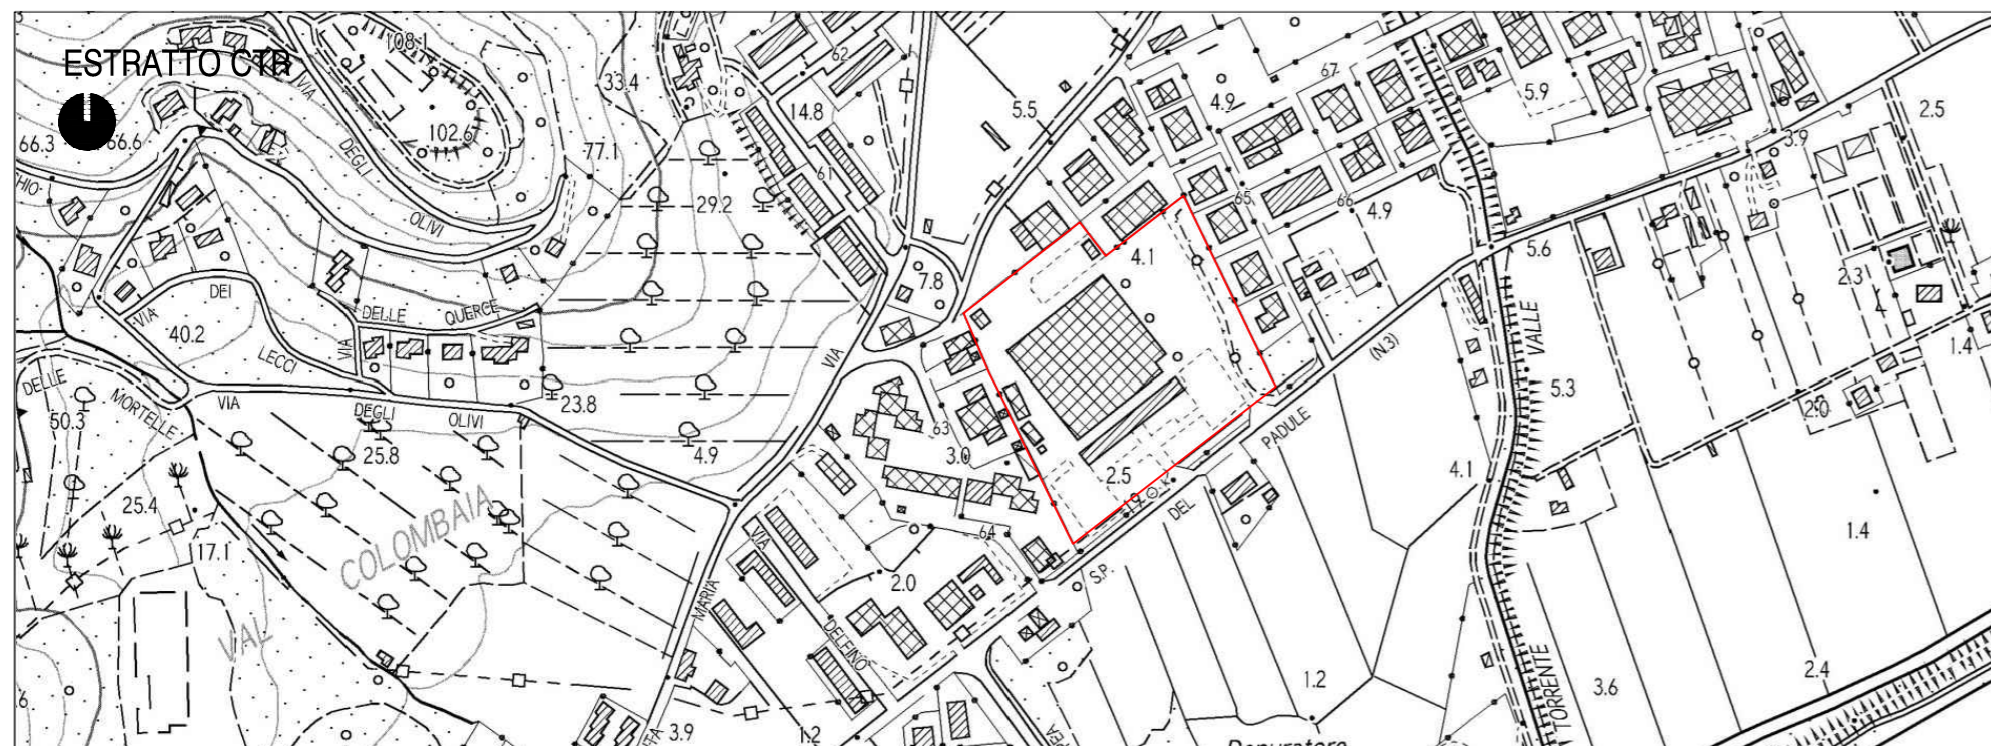 ESTRATTO CTR
108.1
62
33.4
14.8
5.5
4.9
67
5.9
2.5
66.3
66.6
102.6
VIA
DEGLI
OLIVI
77.1
61
29.2
3.9
65
66
4.9
4.1
5.6
7.8
2.3
VIA
DEI
LECCI
40.2
VIA
DELLE
QUERCE
VIA
VALLE
1.4
(N.3)
DELLE
MORTELLE
50.3
VIA
DEGLI
OLIVI
23.8
5.3
2.0
25.8
4.9
63
3.0
2.5
PADULE
DEL
S.P.
4.1
25.4
17.1
COLOMBAIA
VAL
64
2.0
VIA
DELFINO
MARIA
1.4
1.2
TORRENTE
3.6
2.4
3.9
1.2
Depuratore